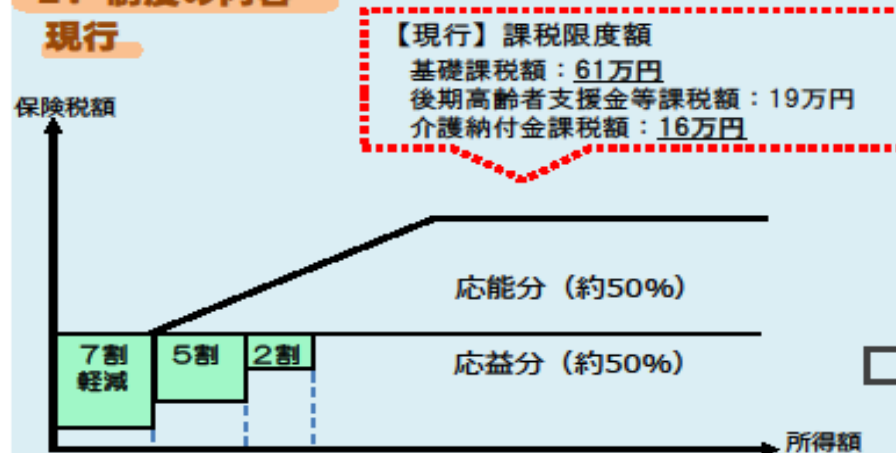 現行
【現行】課税限度額
基礎課税額：61万円
後期高齢者支援金等課税額：19万円
介護納付金課税額：16万円
保険税額
応能分（約50%）
7割
軽減
5割
2割
応益分（約50%）
所得額